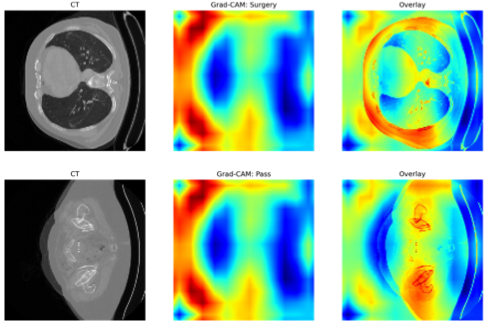 CT
Grad-CAM: Surgery
Overlay
CT
Grad-CAM: Pass
Overlay